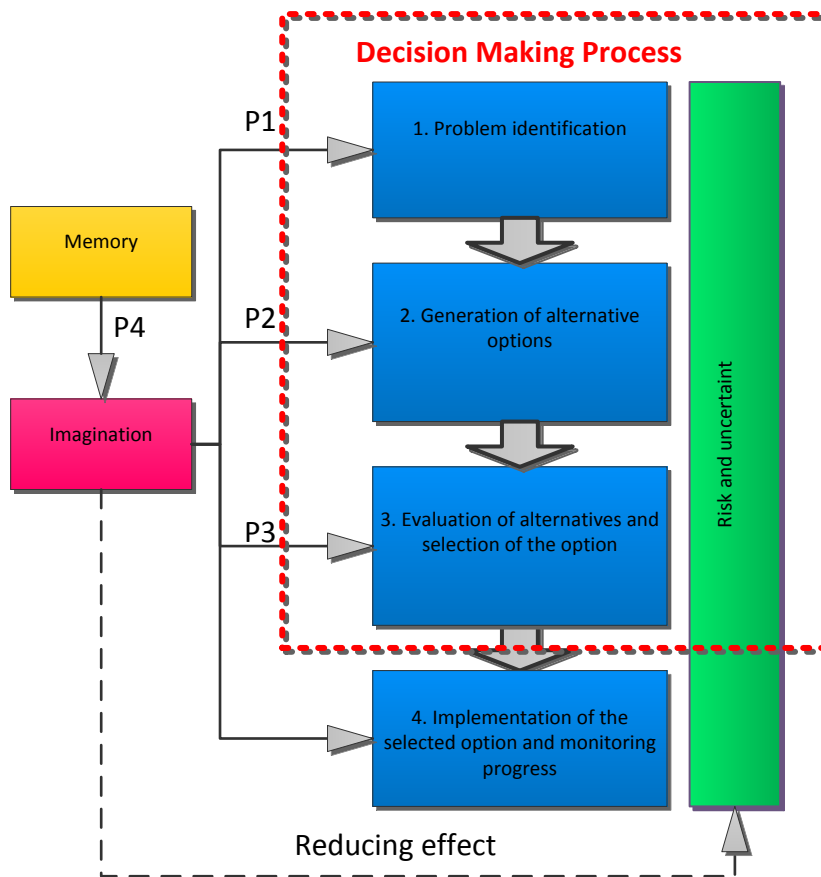 Decision Making Process
P1
1. Problem identification
Memory
P4
P2
2. Generation of alternative
options
Imagination
P3
3. Evaluation of alternatives and
selection of the option
4. Implementation of the
selected option and monitoring
progress
Risk and uncertaint
Reducing effect